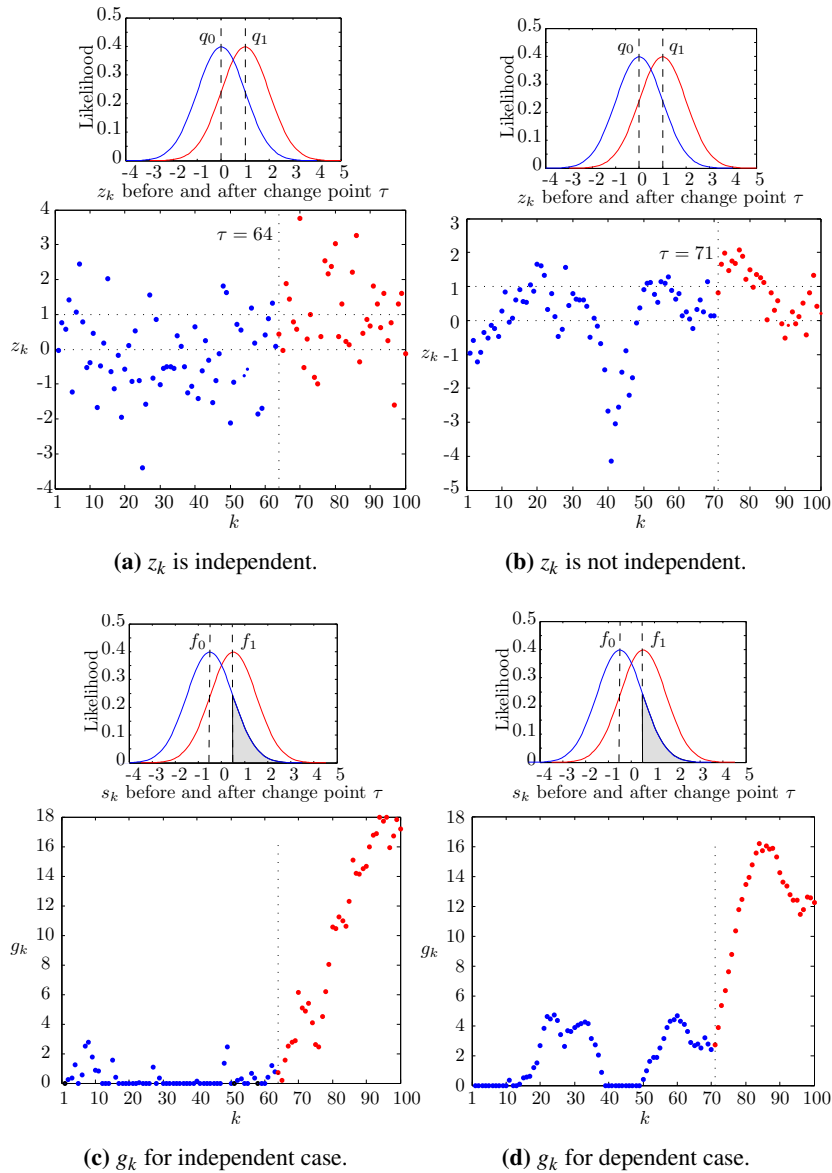 0.5
0.4
0.3
0.2
0.1
0
Likelihood
q0 q1
-4 -3 -2 -1 0 1 2 3 4 5
zk before and after change point τ
4
3
2
1
0
-1
-2
-3
-4
zk
τ = 64
1 10 20 30 40 50 60 70 80 90 100
k
(a) zk is independent.
0.5
0.4
0.3
0.2
0.1
0
Likelihood
q0 q1
-4 -3 -2 -1 0 1 2 3 4 5
zk before and after change point τ
3
2
1
0
-1
-2
-3
-4
-5
zk
τ = 71
1 10 20 30 40 50 60 70 80 90 100
k
(b) zk is not independent.
0.5
0.4
0.3
0.2
0.1
0
Likelihood
f0 f1
-4 -3 -2 -1 0 1 2 3 4 5
sk before and after change point τ
18
16
14
12
10
8
6
4
2
0
gk
1 10 20 30 40 50 60 70 80 90 100
k
(c) gk for independent case.
0.5
0.4
0.3
0.2
0.1
0
Likelihood
f0 f1
-4 -3 -2 -1 0 1 2 3 4 5
sk before and after change point τ
18
16
14
12
10
8
6
4
2
0
gk
1 10 20 30 40 50 60 70 80 90 100
k
(d) gk for dependent case.